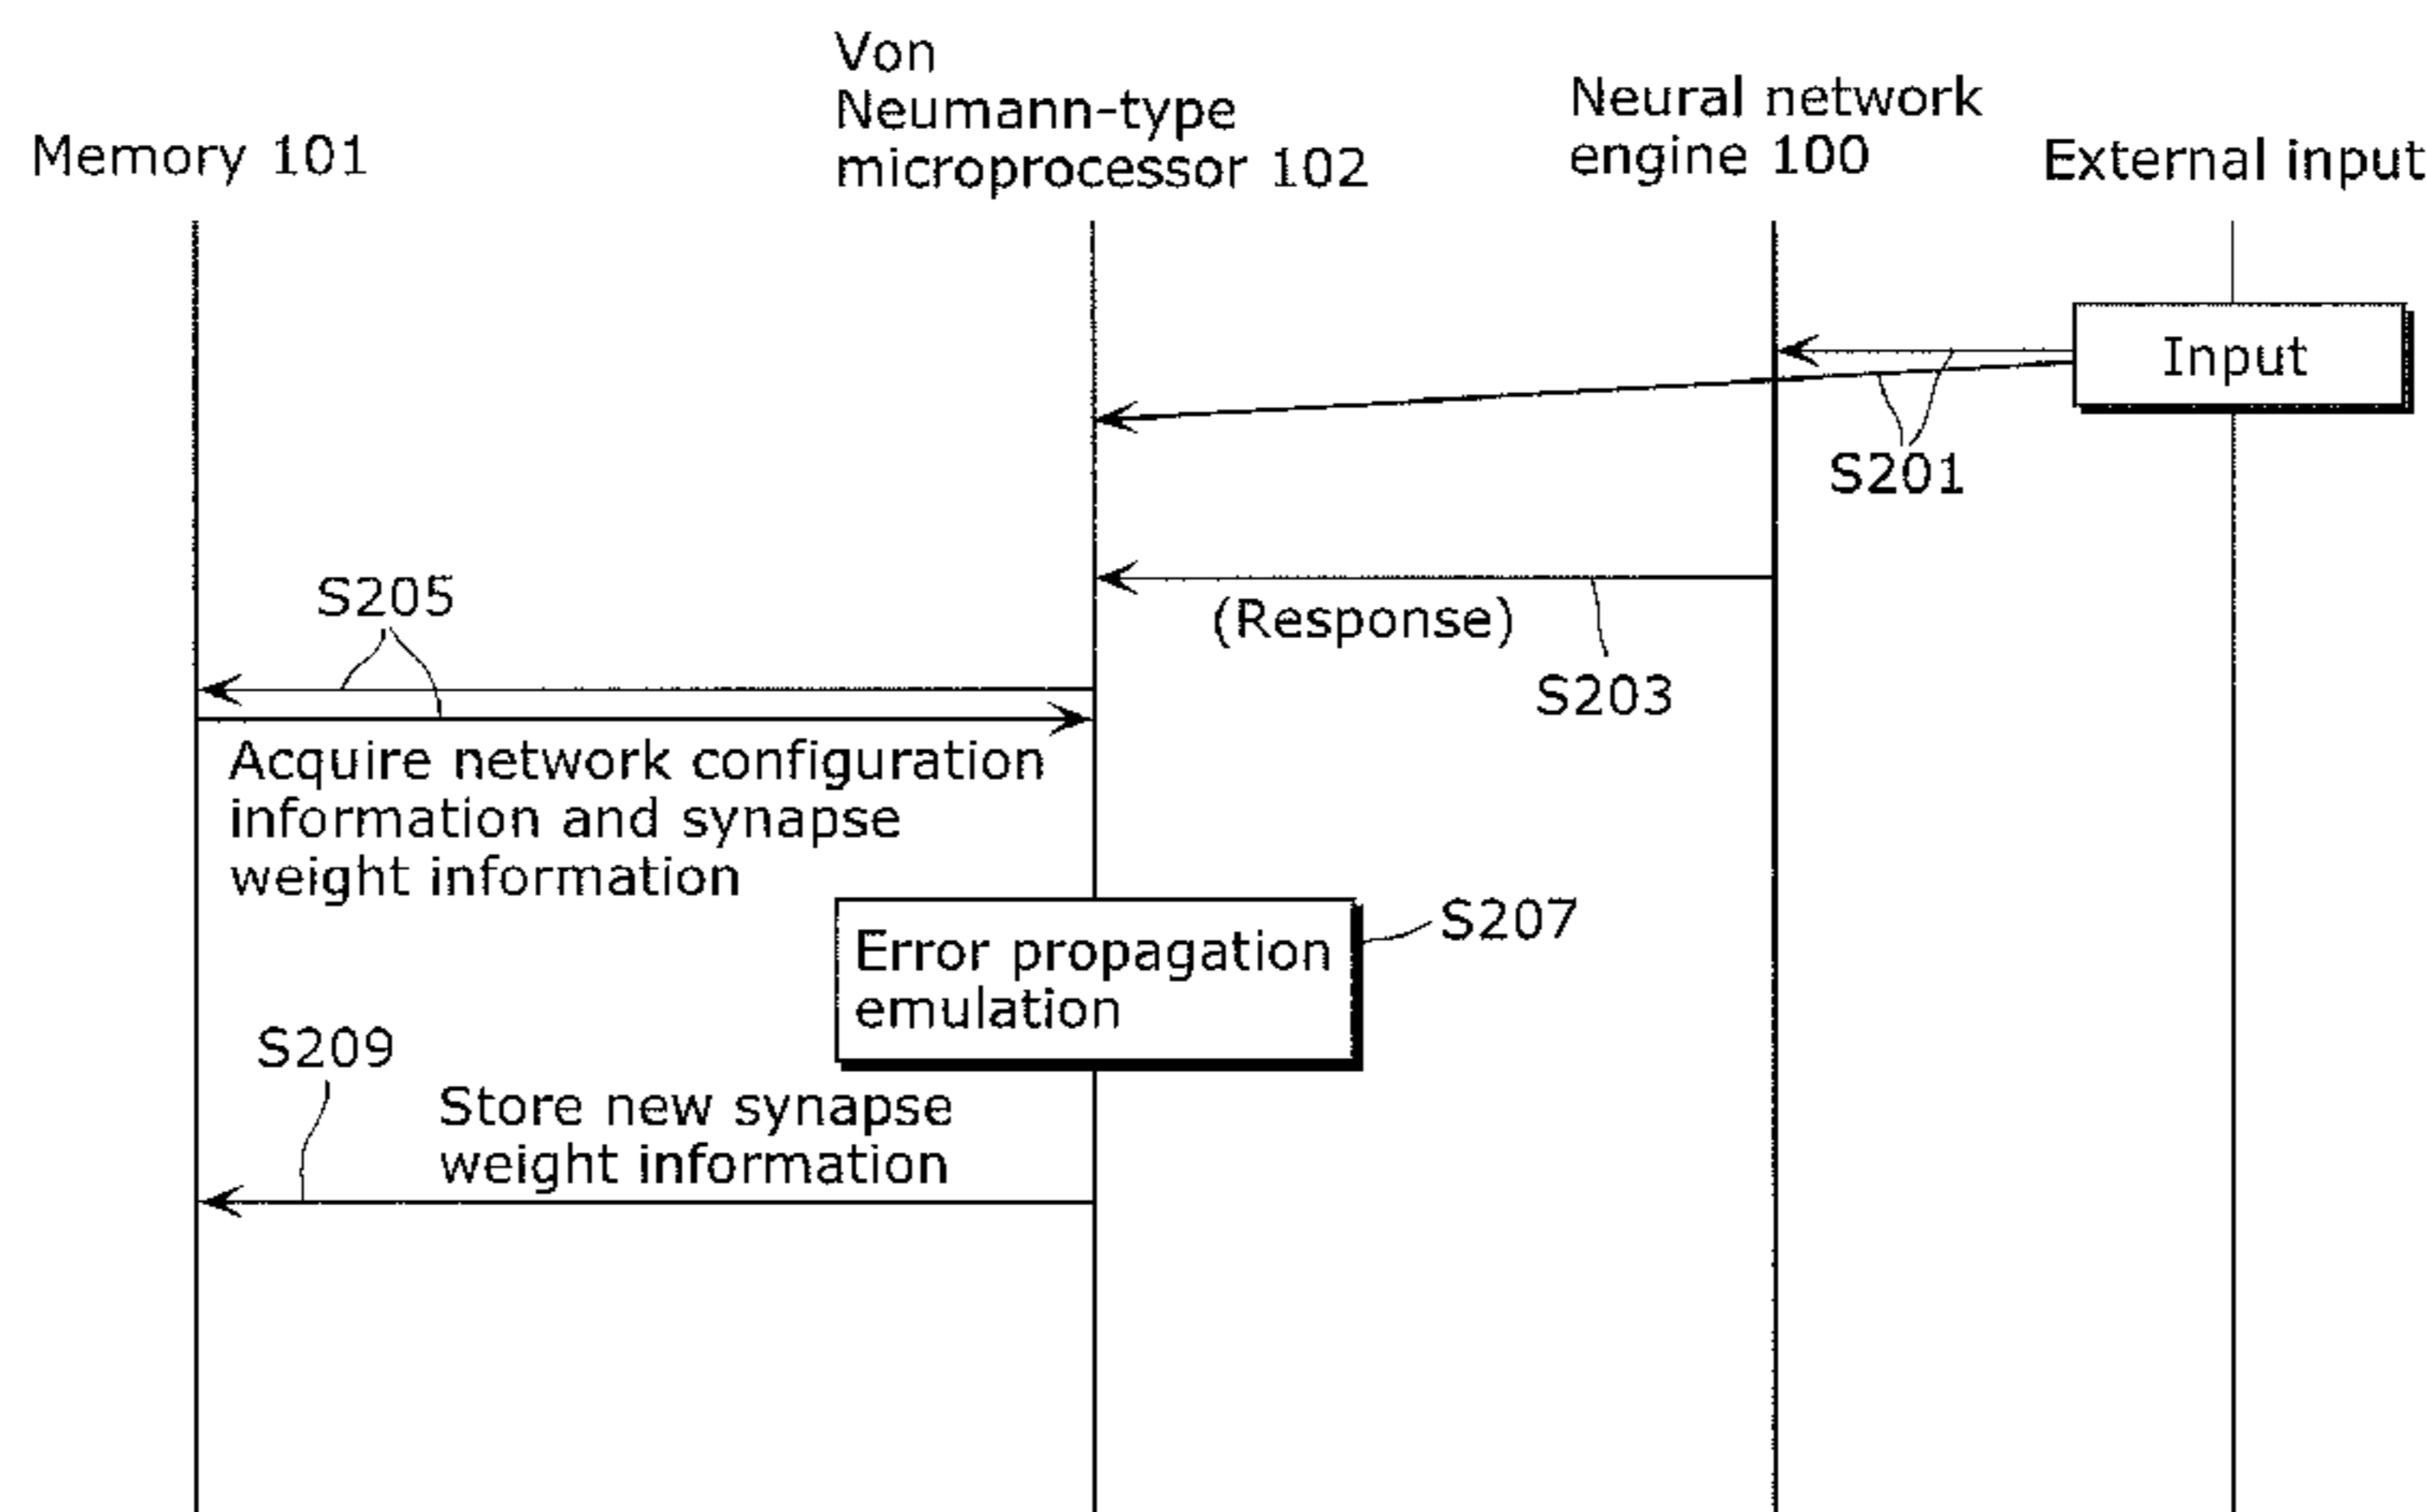 Memory 101
Von
Neumann-type
microprocessor 102
Neural network
engine 100
External input
Input
S201
(Response)
S203
S205
Acquire network configuration
information and synapse
weight information
Error propagation
emulation
S207
S209
Store new synapse
weight information